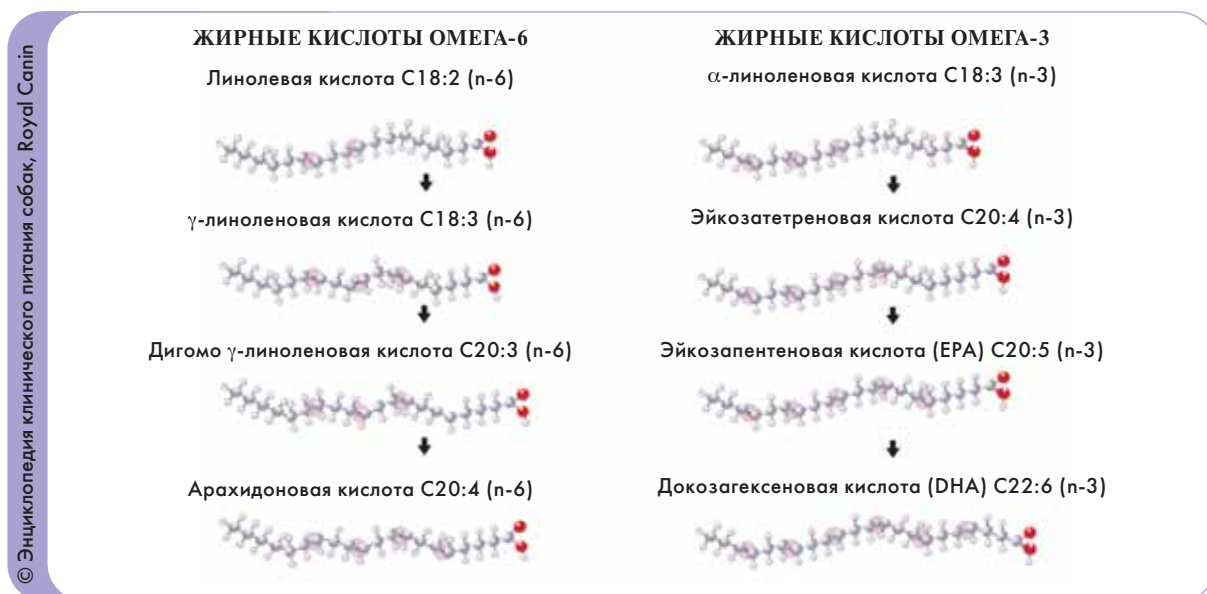 ЖИРНЫЕ КИСЛОТЫ ОМЕГА-6
Линолевая кислота C18:2 (n-6)
γ-линоленовая кислота C18:3 (n-6)
Дигомо γ-линоленовая кислота C20:3 (n-6)
Арахидоновая кислота C20:4 (n-6)
ЖИРНЫЕ КИСЛОТЫ ОМЕГА-3
α-линоленовая кислота C18:3 (n-3)
Эйкозатетреновая кислота C20:4 (n-3)
Эйкозапентеновая кислота (EPA) C20:5 (n-3)
Докозагексеновая кислота (DHA) C22:6 (n-3)
© Энциклопедия клинического питания собак, Royal Canin